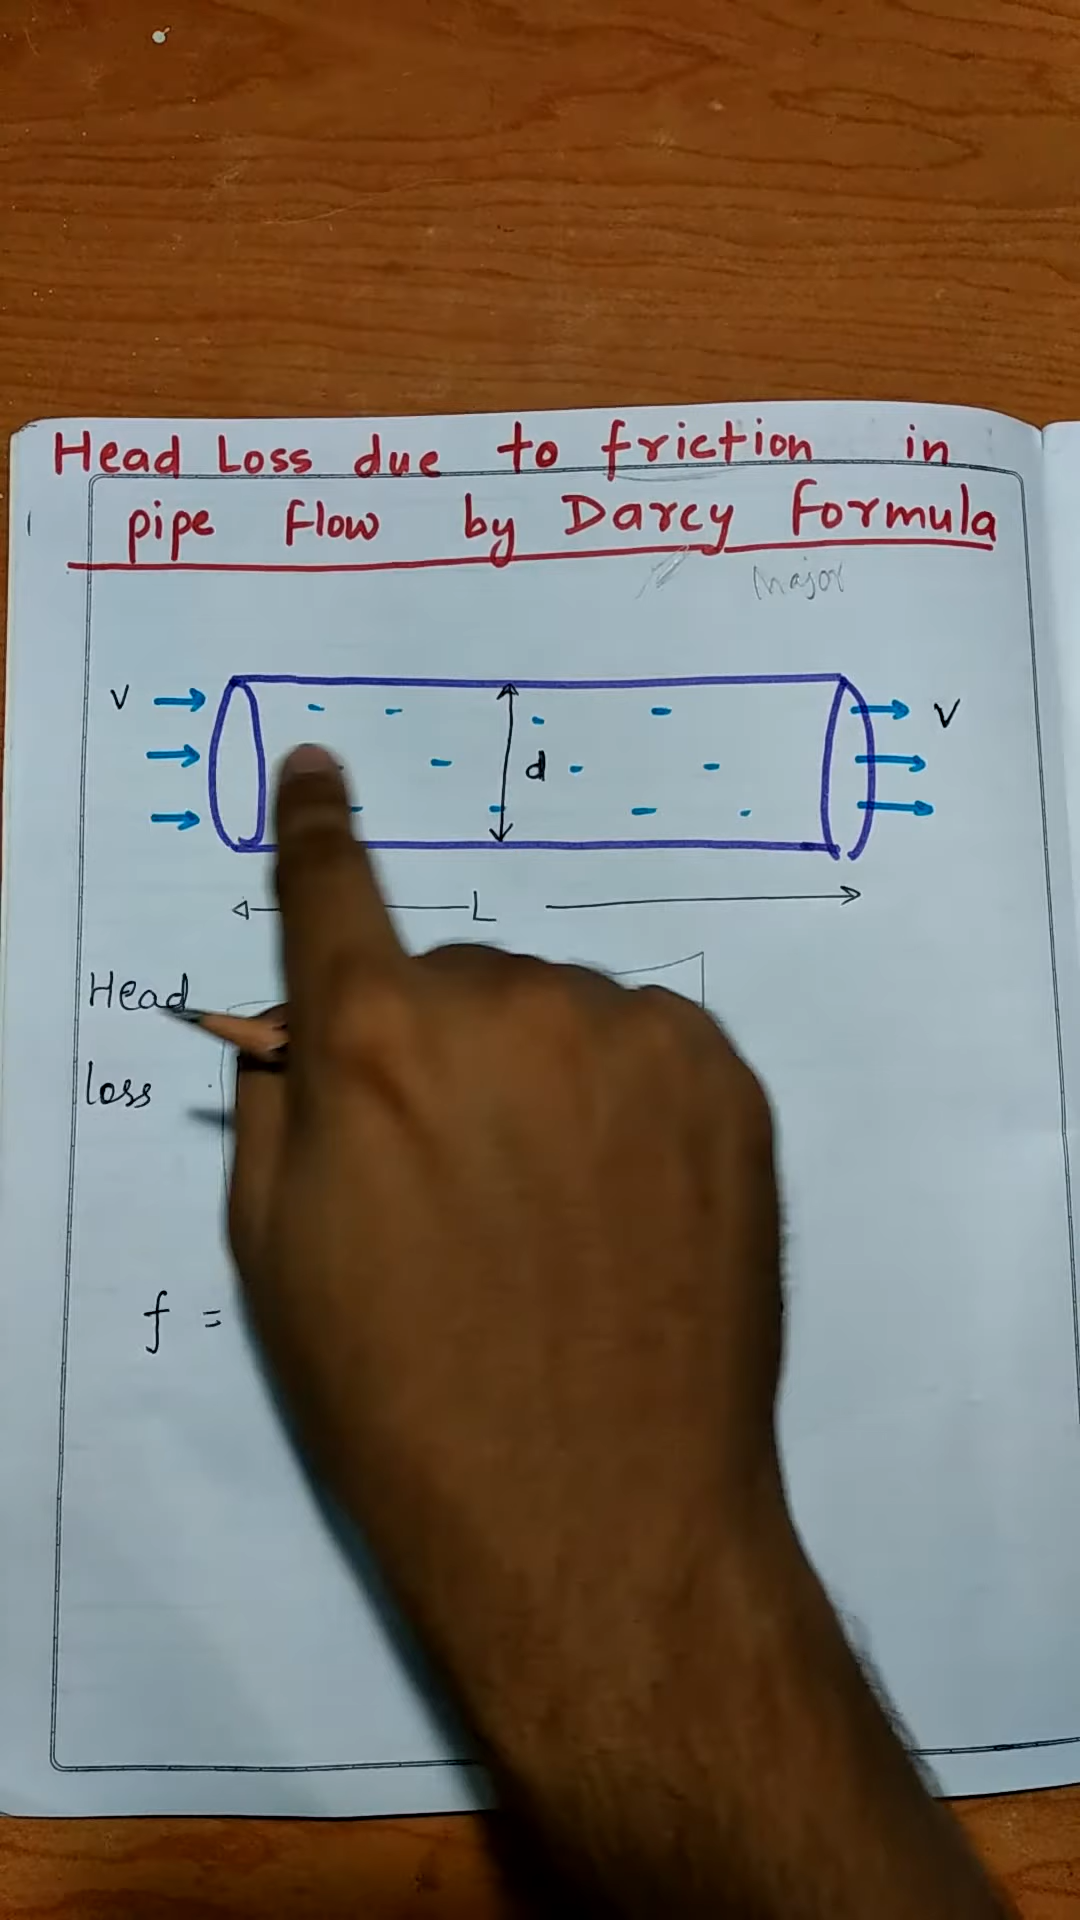 Head Loss due to friction in
pipe flow by Darcy formula
Major
V
V
d
L
Head
loss
f =